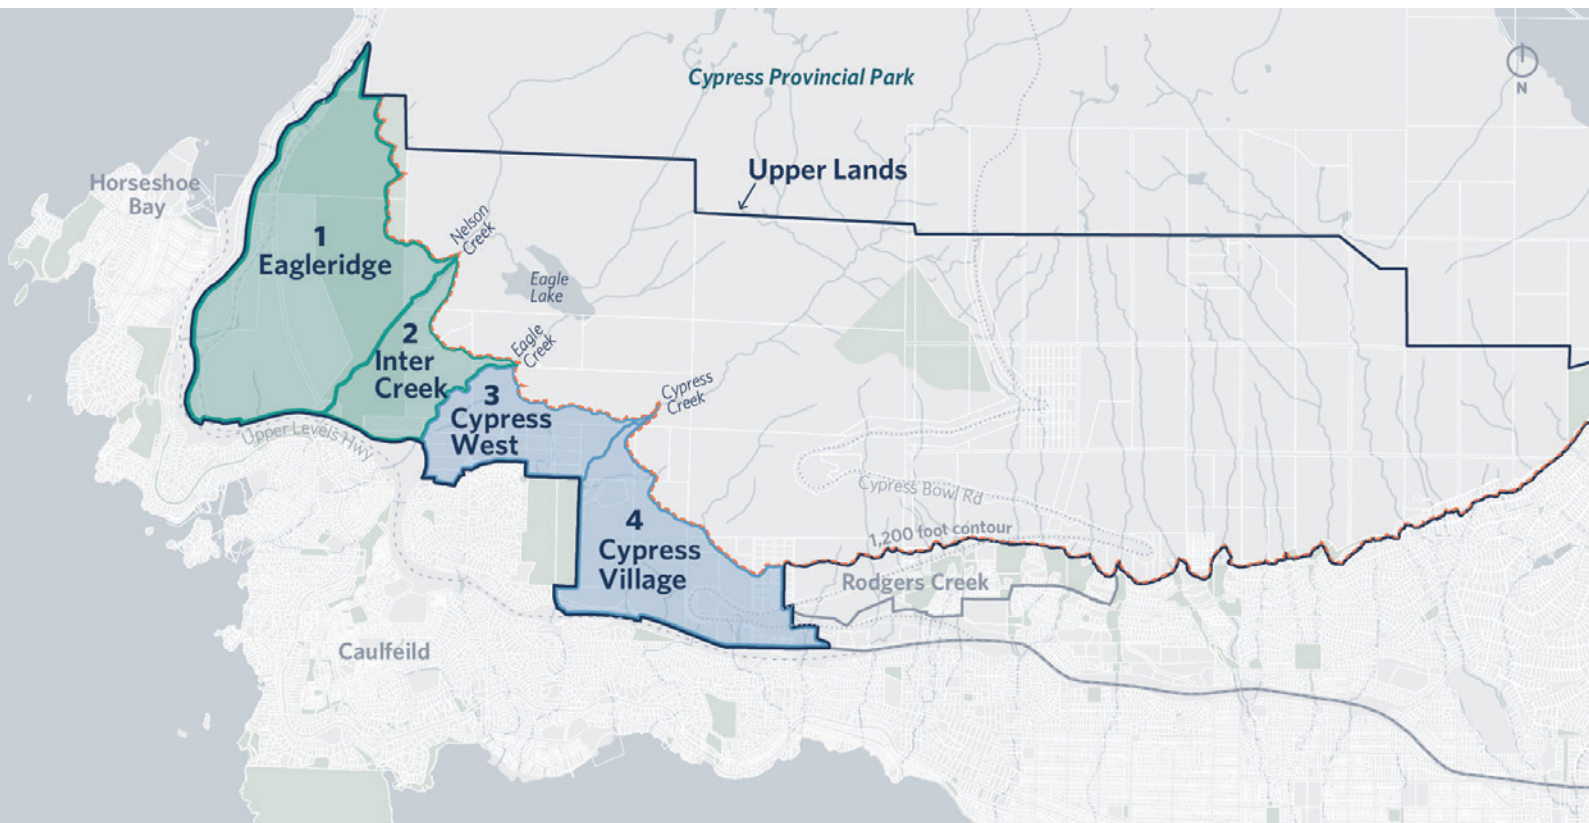 Cypress Provincial Park
N
Upper Lands
Horseshoe
Bay
Nelson
Creek
1
Eagleridge
Eagle
Lake
2
Inter
Creek
Eagle
Creek
3
Cypress
West
Cypress
Creek
Upper Levels Hwy
Cypress Bowl Rd
4
Cypress
Village
1,200 foot contour
Rodgers Creek
Caulfeild